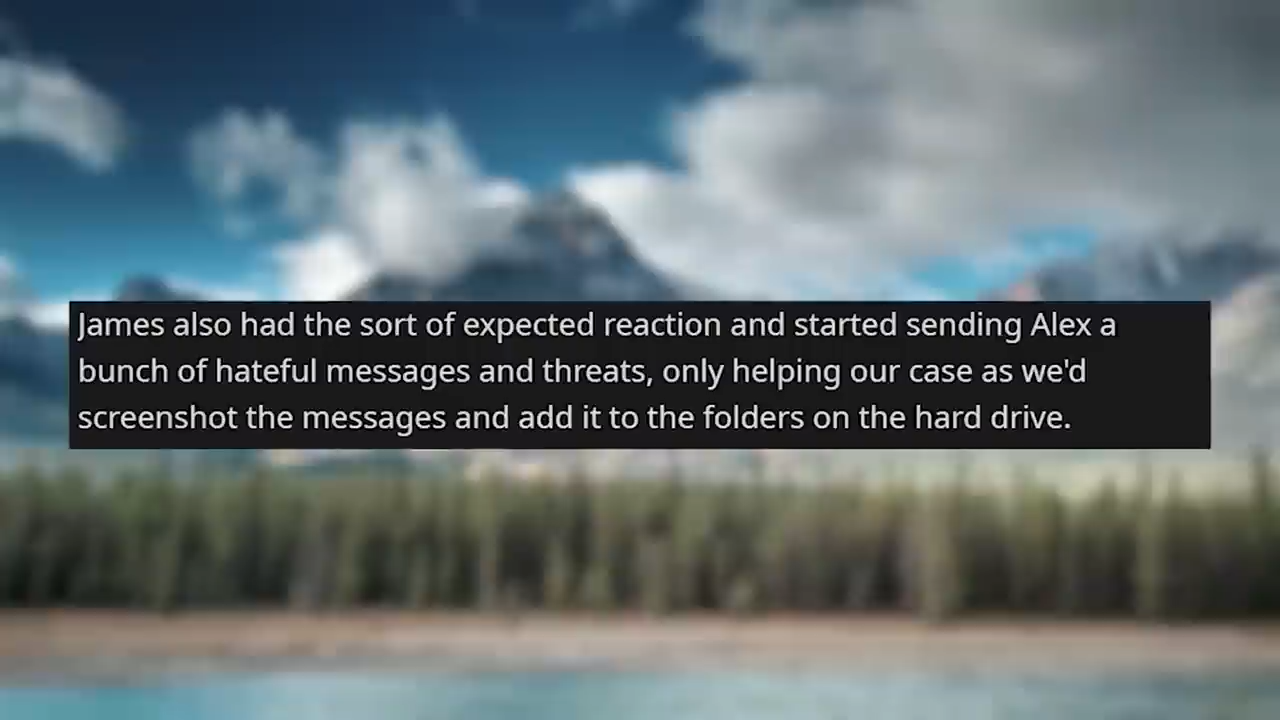 James also had the sort of expected reaction and started sending Alex a
bunch of hateful messages and threats, only helping our case as we'd
screenshot the messages and add it to the folders on the hard drive.